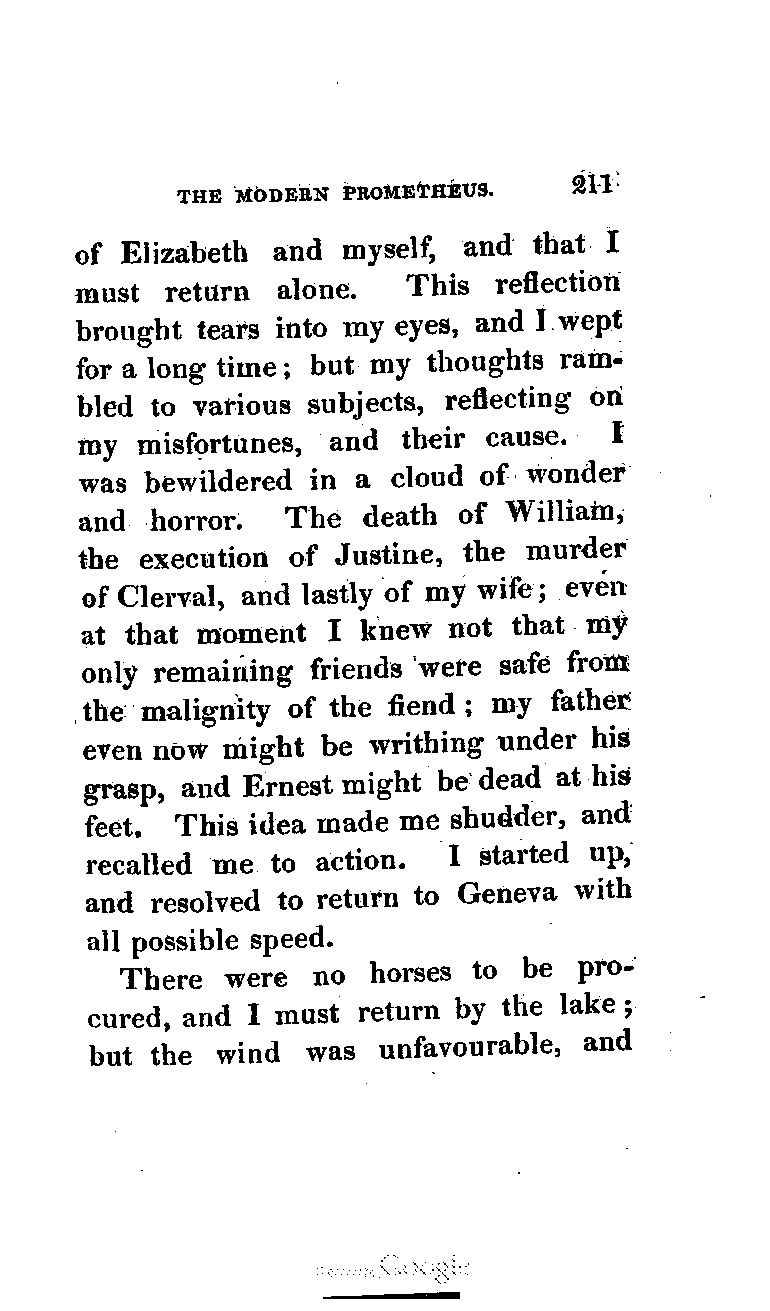 THE MODERN PROMETHEUS. 211
of Elizabeth and myself, and that I
must return alone. This reflection
brought tears into my eyes, and I wept
for a long time; but my thoughts ram-
bled to various subjects, reflecting on
my misfortunes, and their cause. I
was bewildered in a cloud of wonder
and horror. The death of William,
the execution of Justine, the murder
of Clerval, and lastly of my wife; even
at that moment I knew not that my
only remaining friends were safe from
the malignity of the fiend; my father
even now might be writhing under his
grasp, and Ernest might be dead at his
feet. This idea made me shudder, and
recalled me to action. I started up,
and resolved to return to Geneva with
all possible speed.
There were no horses to be pro-
cured, and I must return by the lake;
but the wind was unfavourable, and
Google